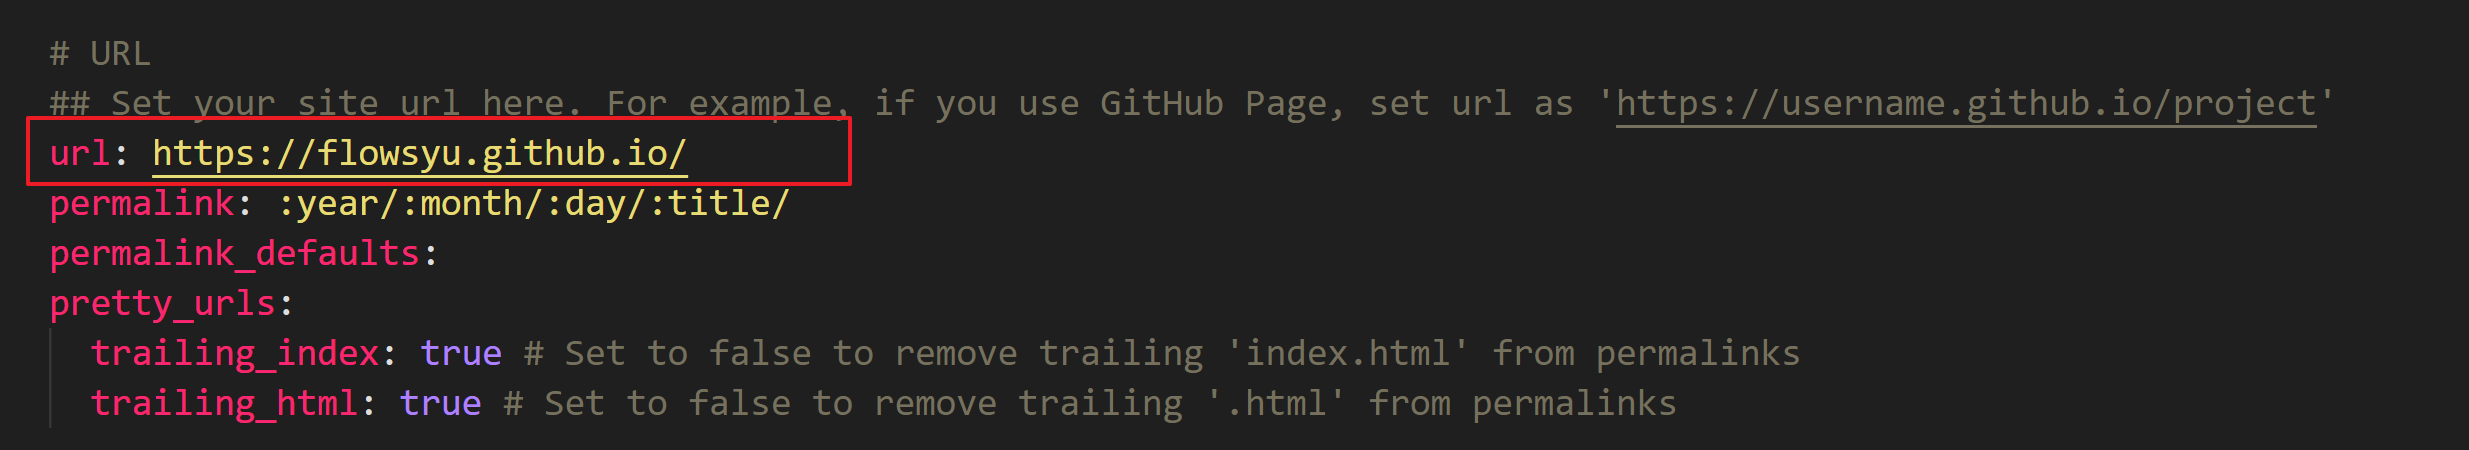 # URL
## Set your site url here. For example, if you use GitHub Page, set url as 'https://username.github.io/project'
url: https://flowsyu.github.io/
permalink: :year/:month/:day/:title/
permalink_defaults:
pretty_urls:
  trailing_index: true # Set to false to remove trailing 'index.html' from permalinks
  trailing_html: true # Set to false to remove trailing '.html' from permalinks